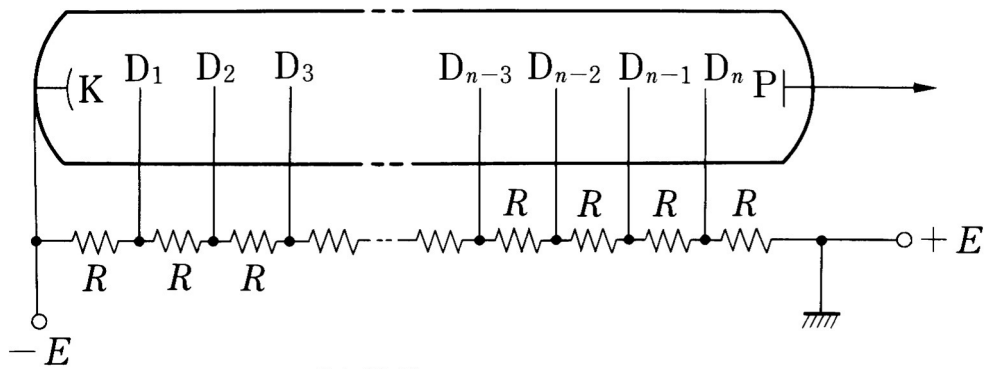 K D₁ D₂ D₃ Dₙ₋₃ Dₙ₋₂ Dₙ₋₁ Dₙ P
R R R R
R R R
+E
−E